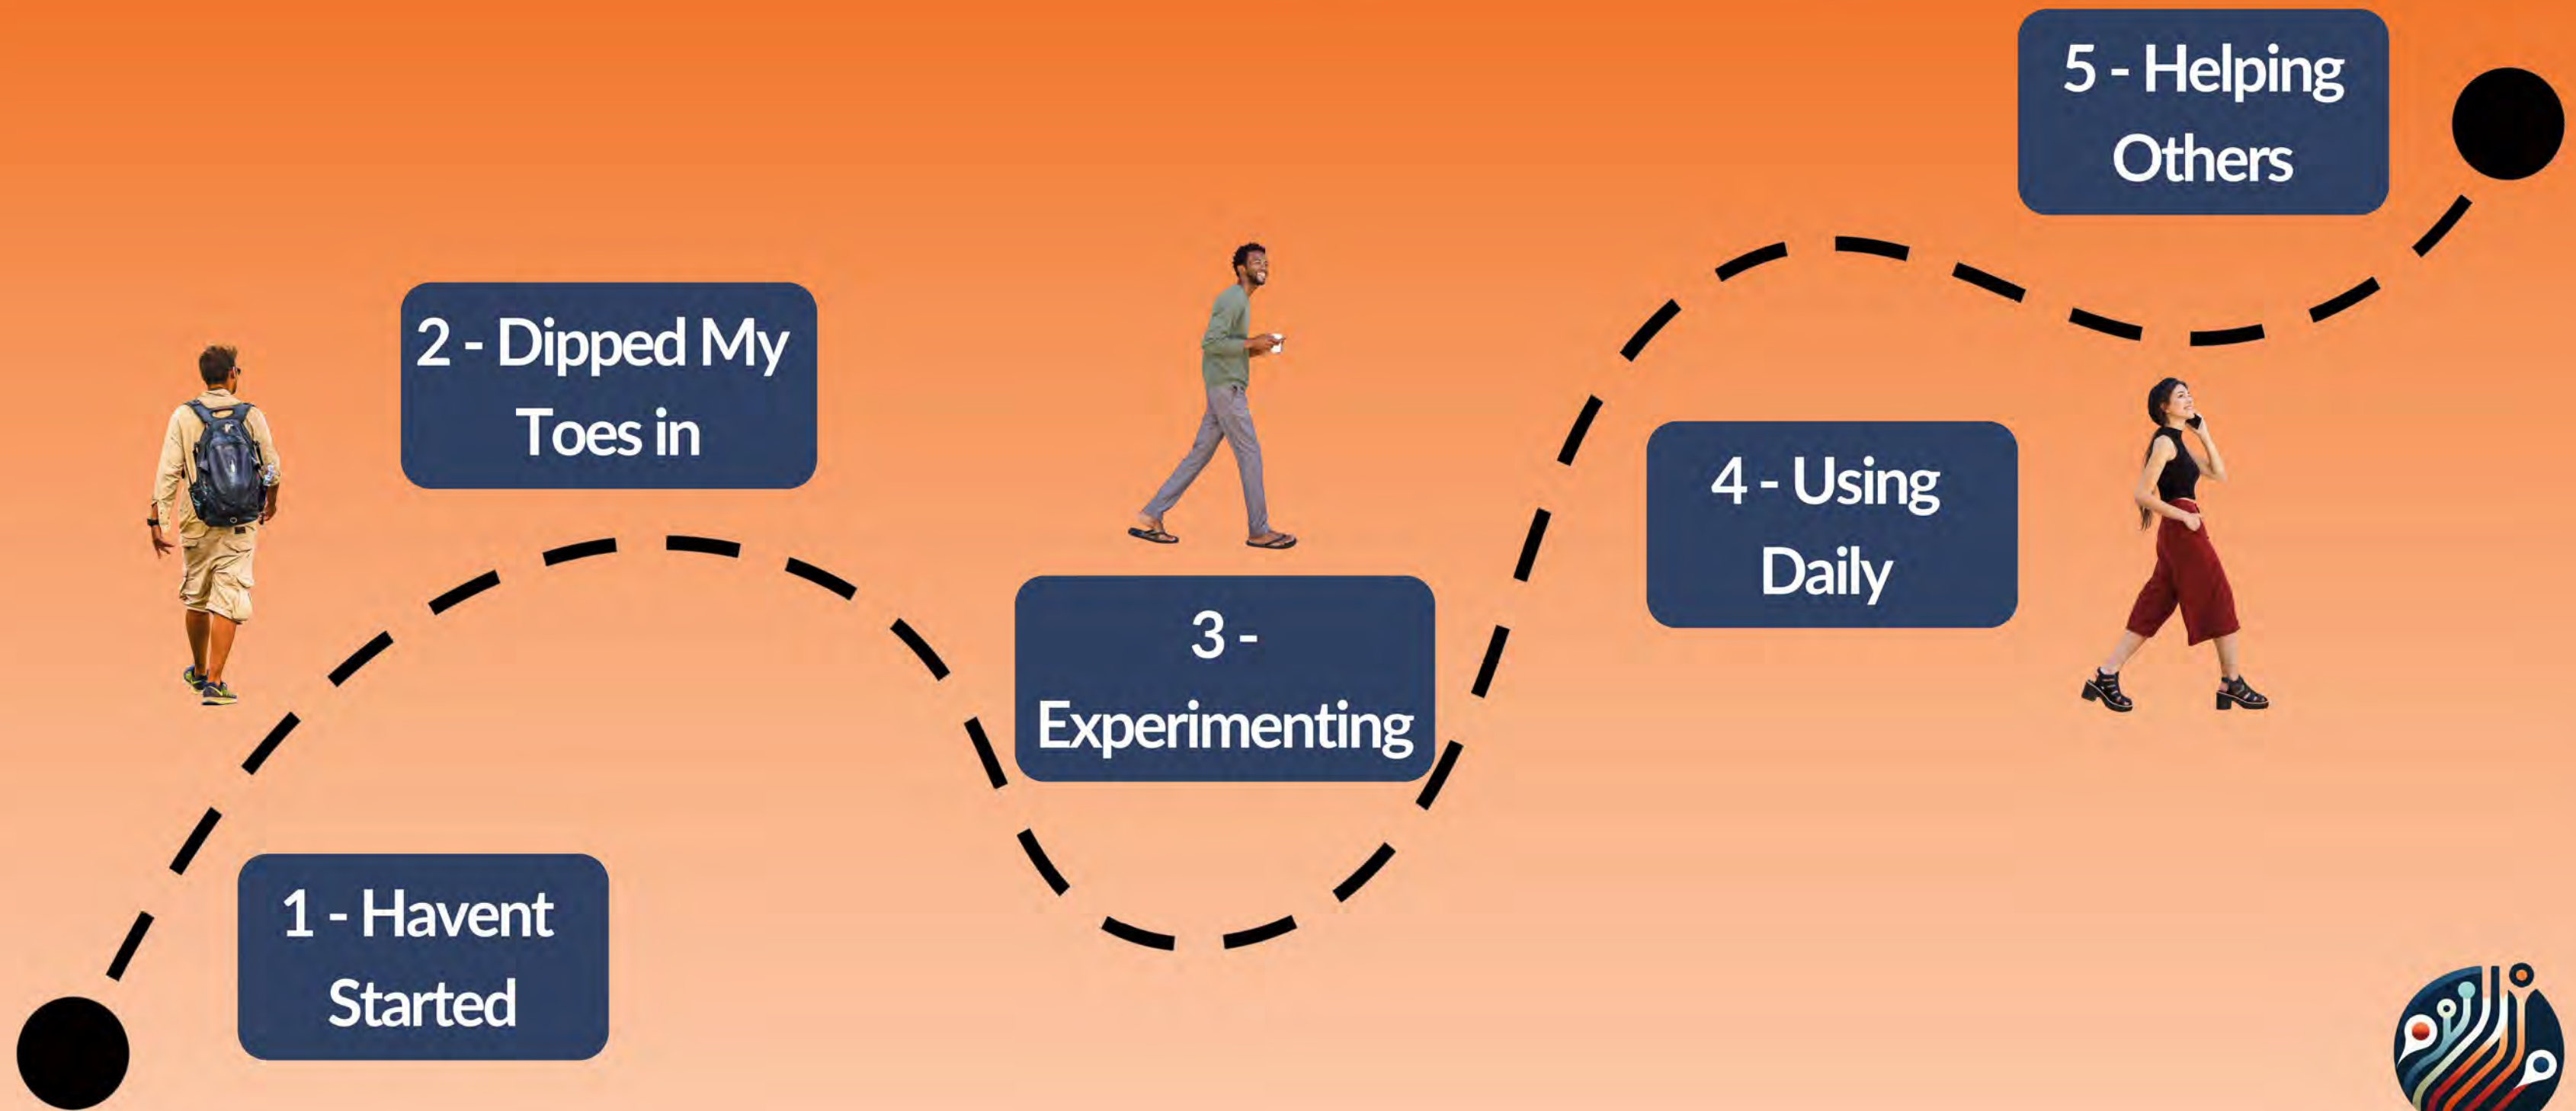 1 - Havent
Started
2 - Dipped My
Toes in
3 -
Experimenting
4 - Using
Daily
5 - Helping
Others